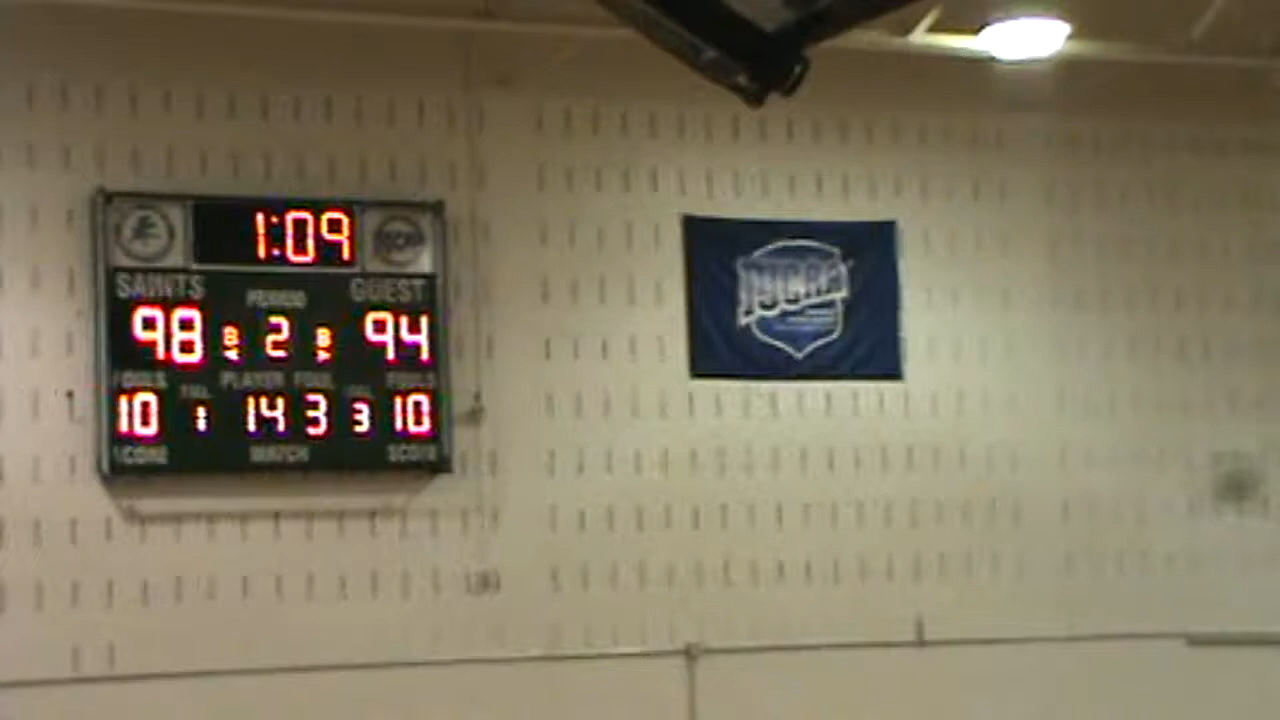 1:09
SAINTS GUEST
PERIOD
98 B 2 B 94
FOULS T.O.L. PLAYER FOUL T.O.L. FOULS
10 1 14 3 3 10
SCORE MATCH SCORE
NJCAA